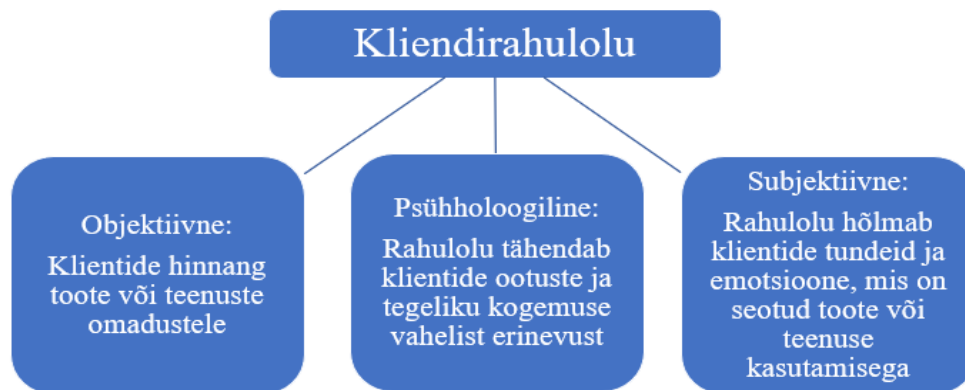 Kliendirahulolu
Objektiivne:
Klientide hinnang
toote või teenuste
omadustele
Psühholoogiline:
Rahulolu tähendab
klientide ootuste ja
tegeliku kogemuse
vahelist erinevust
Subjektiivne:
Rahulolu hõlmab
klientide tundeid ja
emotsioone, mis on
seotud toote või
teenuse
kasutamisega